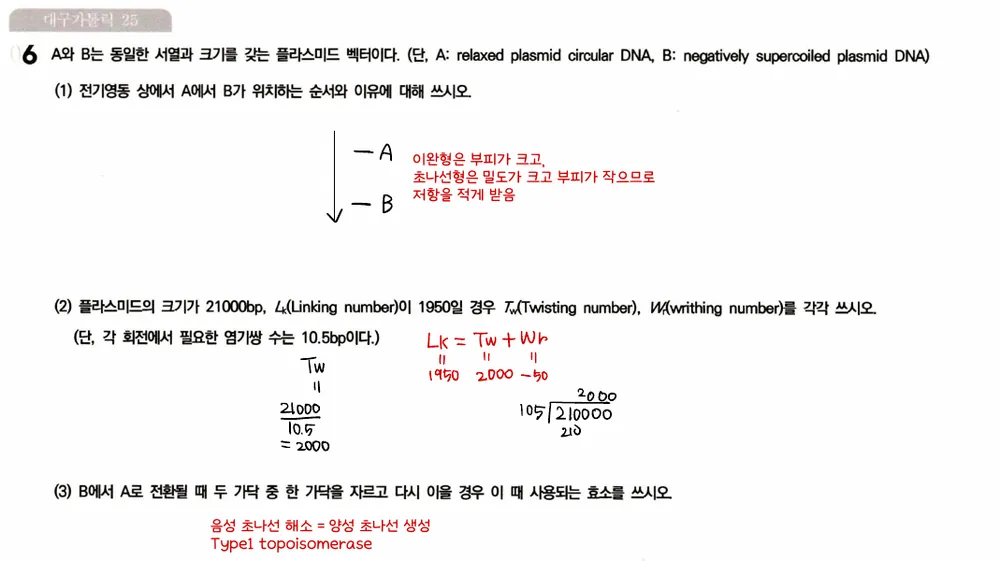 대구가톨릭 25
06 A와 B는 동일한 서열과 크기를 갖는 플라스미드 벡터이다. (단, A: relaxed plasmid circular DNA, B: negatively supercoiled plasmid DNA)
(1) 전기영동 상에서 A에서 B가 위치하는 순서와 이유에 대해 쓰시오.
— A
이완형은 부피가 크고,
초나선형은 밀도가 크고 부피가 작으므로
저항을 적게 받음
— B
(2) 플라스미드의 크기가 21000bp, Lk(Linking number)이 1950일 경우 Tw(Twisting number), Wr(writhing number)를 각각 쓰시오.
(단, 각 회전에서 필요한 염기쌍 수는 10.5bp이다.)
Lk = Tw + Wr
" " "
1950 2000 -50
Tw
"
21000
10.5
= 2000
2000
105 210000
210
(3) B에서 A로 전환될 때 두 가닥 중 한 가닥을 자르고 다시 이을 경우 이 때 사용되는 효소를 쓰시오.
음성 초나선 해소 = 양성 초나선 생성
Type1 topoisomerase